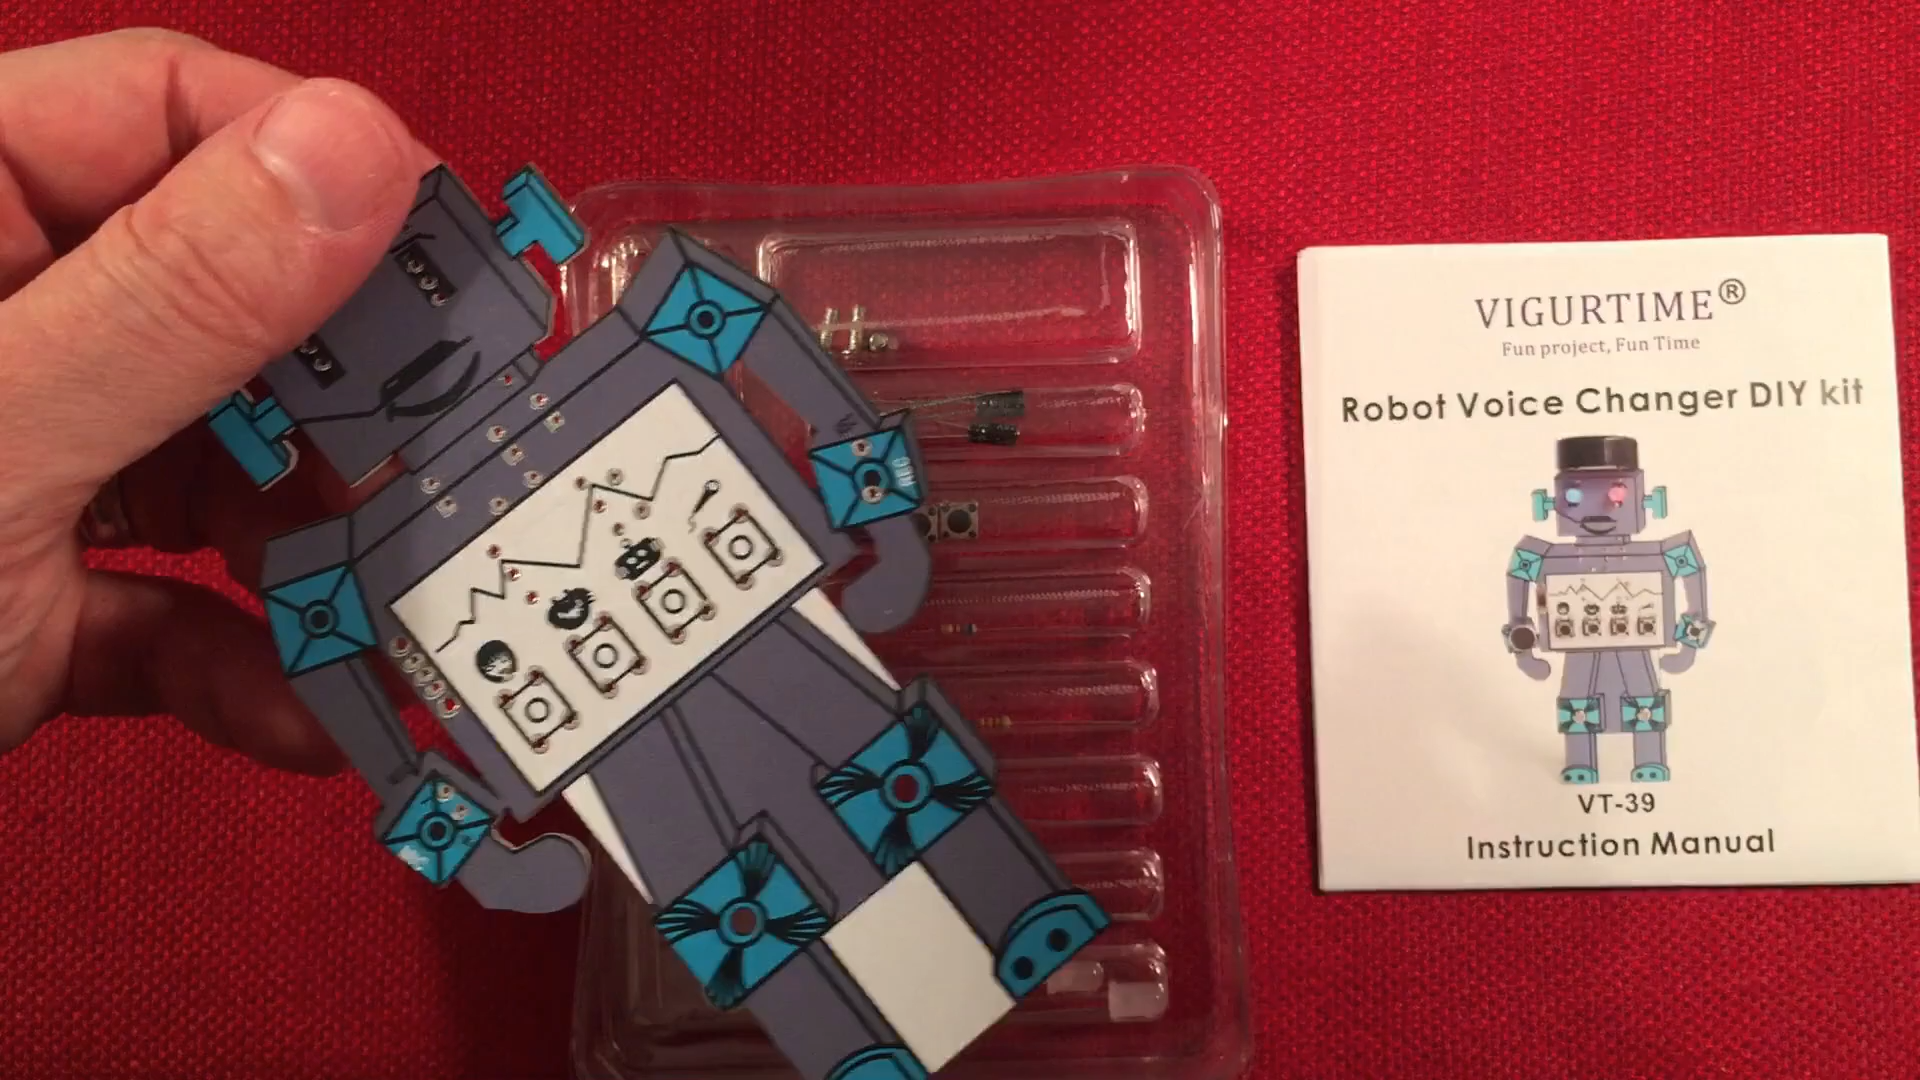 VIGURTIME®
Fun project, Fun Time
Robot Voice Changer DIY kit
VT-39
Instruction Manual